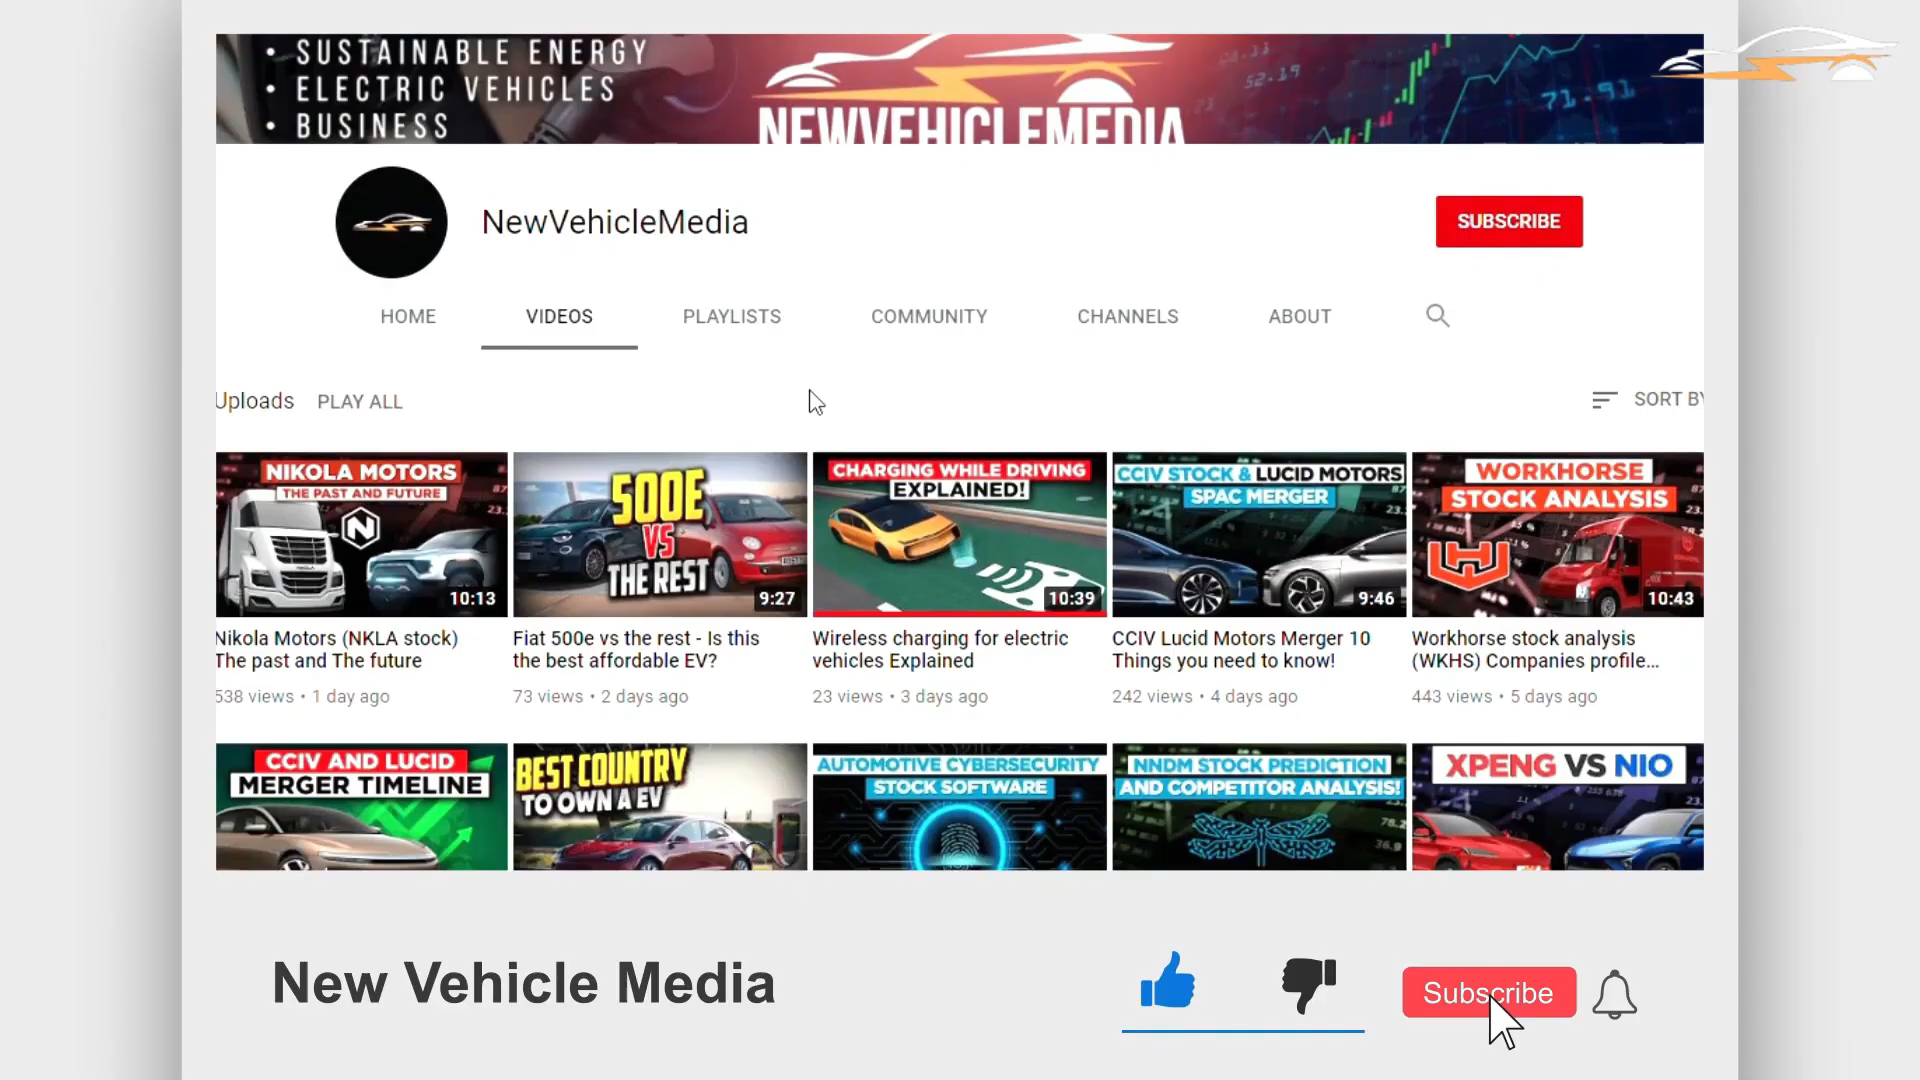 • SUSTAINABLE ENERGY
• ELECTRIC VEHICLES
• BUSINESS
NEWVEHICLEMEDIA
52.19
71.91
NewVehicleMedia
SUBSCRIBE
HOME VIDEOS PLAYLISTS COMMUNITY CHANNELS ABOUT
Uploads PLAY ALL
SORT BY
NIKOLA MOTORS
THE PAST AND FUTURE
N
10:13
500E
VS
THE REST
9:27
CHARGING WHILE DRIVING
EXPLAINED!
10:39
CCIV STOCK & LUCID MOTORS
SPAC MERGER
9:46
WORKHORSE
STOCK ANALYSIS
10:43
Nikola Motors (NKLA stock)
The past and The future
538 views • 1 day ago
Fiat 500e vs the rest - Is this
the best affordable EV?
73 views • 2 days ago
Wireless charging for electric
vehicles Explained
23 views • 3 days ago
CCIV Lucid Motors Merger 10
Things you need to know!
242 views • 4 days ago
Workhorse stock analysis
(WKHS) Companies profile...
443 views • 5 days ago
CCIV AND LUCID
MERGER TIMELINE
BEST COUNTRY
TO OWN A EV
AUTOMOTIVE CYBERSECURITY
STOCK SOFTWARE
NNDM STOCK PREDICTION
AND COMPETITOR ANALYSIS!
XPENG VS NIO
New Vehicle Media
Subscribe